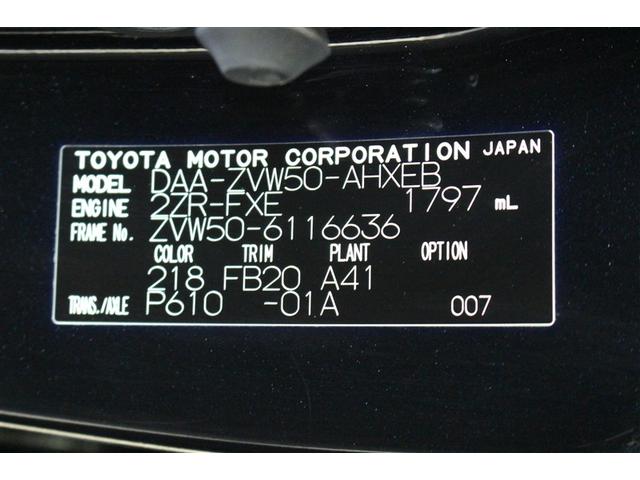 TOYOTA MOTOR CORPORATION JAPAN
MODEL DAA-ZVW50-AHXEB
ENGINE 2ZR-FXE 1797 mL
FRAME No. ZVW50-6116636
COLOR TRIM PLANT OPTION
218 FB20 A41
TRANS./AXLE P610 -01A 007